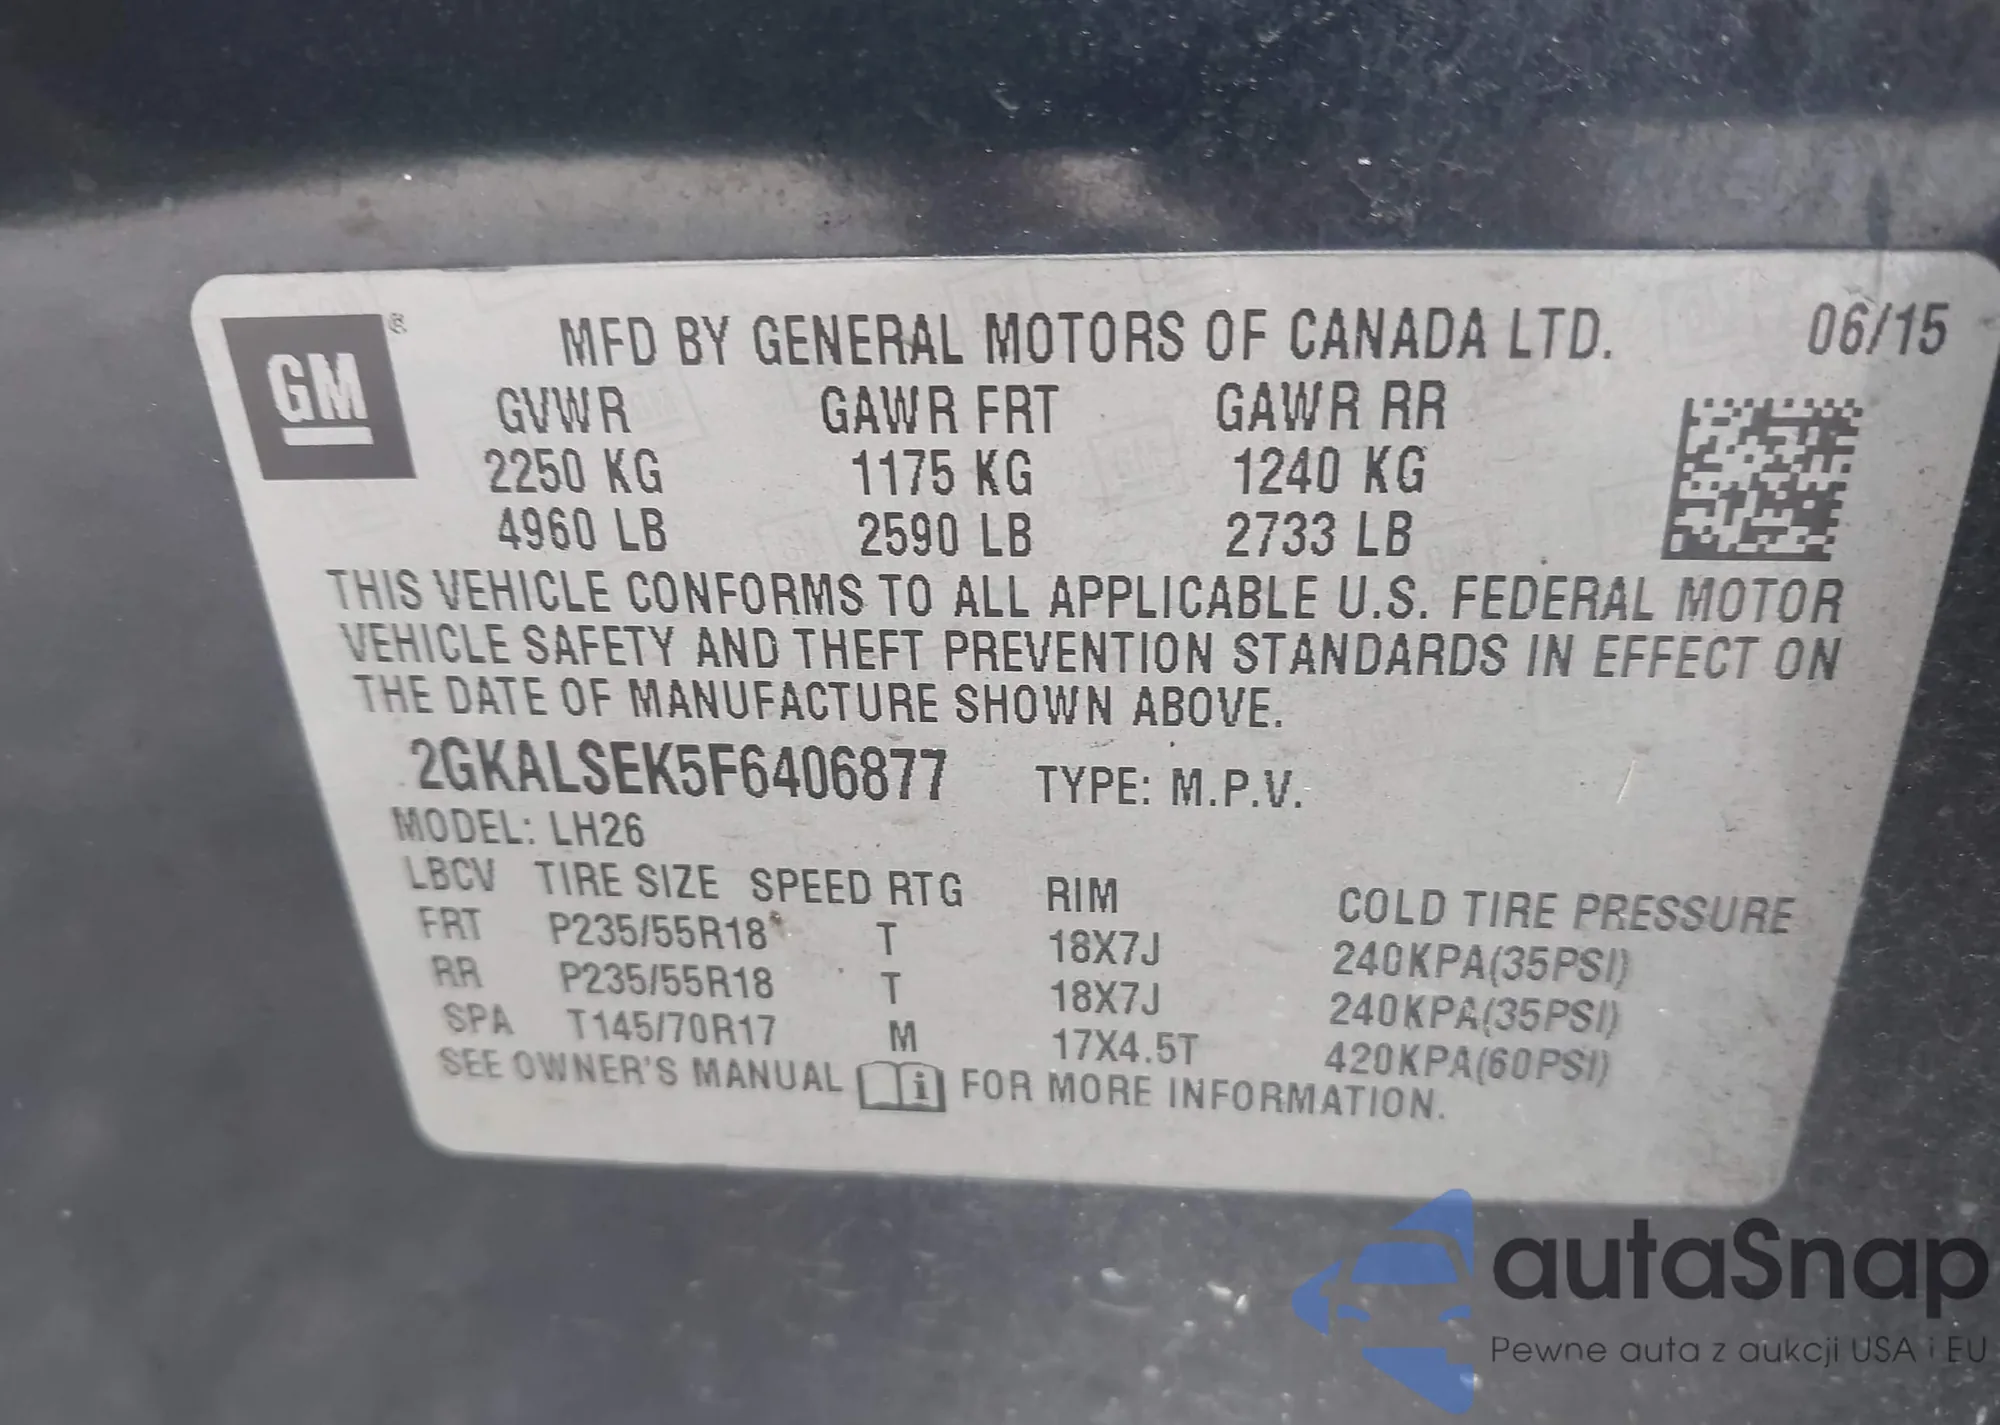 GM ®
MFD BY GENERAL MOTORS OF CANADA LTD. 06/15
GVWR GAWR FRT GAWR RR
2250 KG 1175 KG 1240 KG
4960 LB 2590 LB 2733 LB
THIS VEHICLE CONFORMS TO ALL APPLICABLE U.S. FEDERAL MOTOR
VEHICLE SAFETY AND THEFT PREVENTION STANDARDS IN EFFECT ON
THE DATE OF MANUFACTURE SHOWN ABOVE.
2GKALSEK5F6406877 TYPE: M.P.V.
MODEL: LH26
LBCV TIRE SIZE SPEED RTG RIM COLD TIRE PRESSURE
FRT P235/55R18 T 18X7J 240KPA(35PSI)
RR P235/55R18 T 18X7J 240KPA(35PSI)
SPA T145/70R17 M 17X4.5T 420KPA(60PSI)
SEE OWNER'S MANUAL i FOR MORE INFORMATION.
autaSnap
Pewne auta z aukcji USA i EU